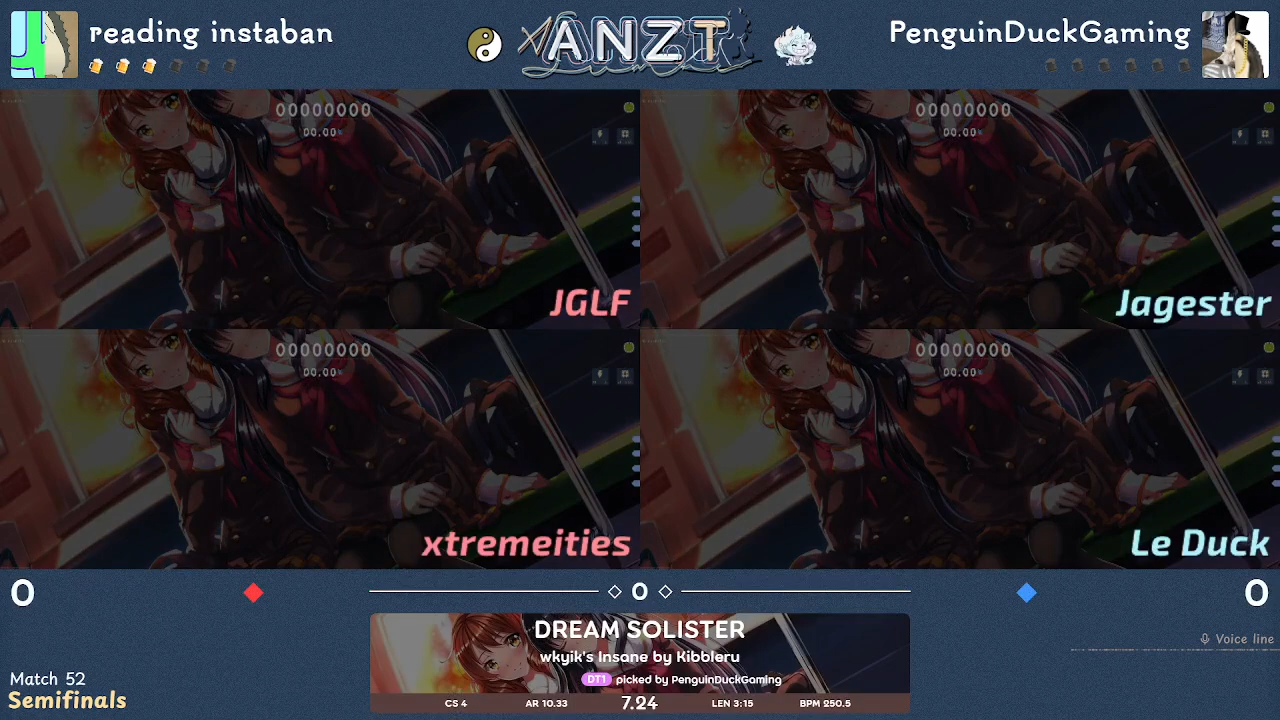 reading instaban
ANZT
PenguinDuckGaming
00000000
00.00%
JGLF
00000000
00.00%
Jagester
00000000
00.00%
xtremeities
00000000
00.00%
Le Duck
0
0
0
DREAM SOLISTER
wkyik's Insane by Kibbleru
DT1 picked by PenguinDuckGaming
CS 4 AR 10.33 7.24 LEN 3:15 BPM 250.5
Voice line
Match 52
Semifinals